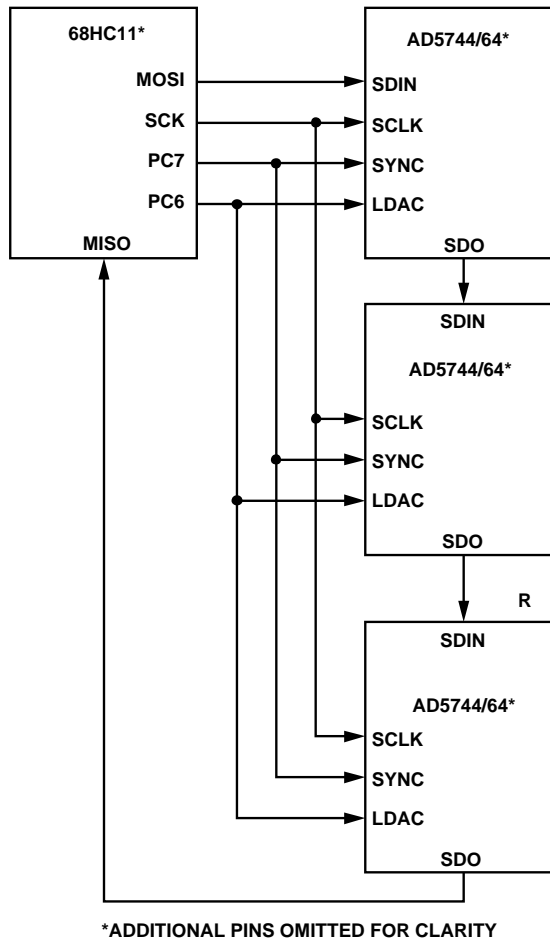 68HC11*
MOSI
SCK
PC7
PC6
MISO
AD5744/64*
SDIN
SCLK
SYNC
LDAC
SDO
SDIN
AD5744/64*
SCLK
SYNC
LDAC
SDO
R
SDIN
AD5744/64*
SCLK
SYNC
LDAC
SDO
*ADDITIONAL PINS OMITTED FOR CLARITY